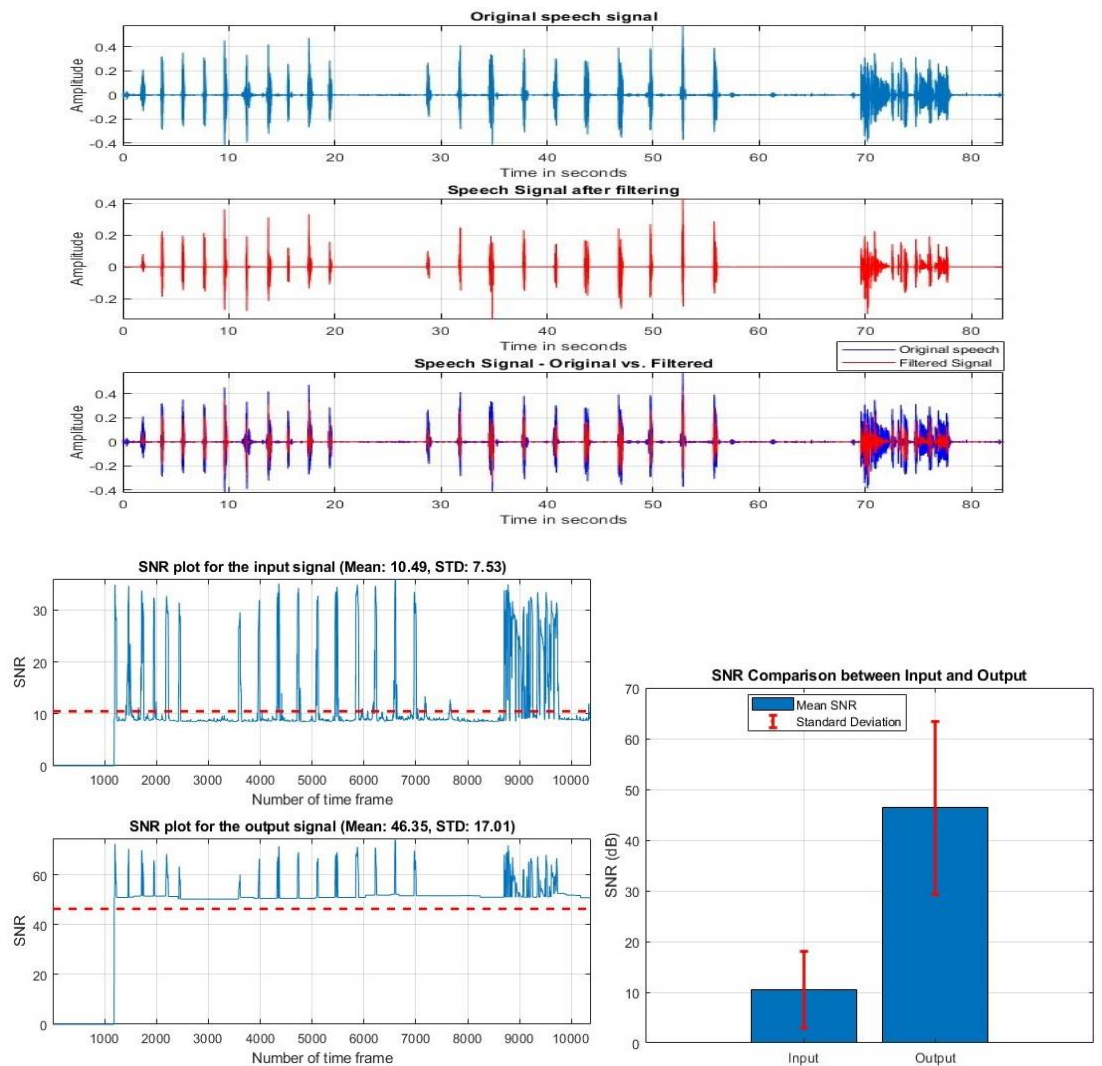 Original speech signal
0.4
0.2
0
-0.2
-0.4
Amplitude
0 10 20 30 40 50 60 70 80
Time in seconds
Speech Signal after filtering
0.4
0.2
0
-0.2
Amplitude
0 10 20 30 40 50 60 70 80
Time in seconds
Speech Signal - Original vs. Filtered
Original speech
Filtered Signal
0.4
0.2
0
-0.2
-0.4
Amplitude
0 10 20 30 40 50 60 70 80
Time in seconds
SNR plot for the input signal (Mean: 10.49, STD: 7.53)
30
20
10
0
SNR
1000 2000 3000 4000 5000 6000 7000 8000 9000 10000
Number of time frame
SNR plot for the output signal (Mean: 46.35, STD: 17.01)
60
40
20
0
SNR
1000 2000 3000 4000 5000 6000 7000 8000 9000 10000
Number of time frame
SNR Comparison between Input and Output
Mean SNR
Standard Deviation
70
60
50
40
30
20
10
0
SNR (dB)
Input Output